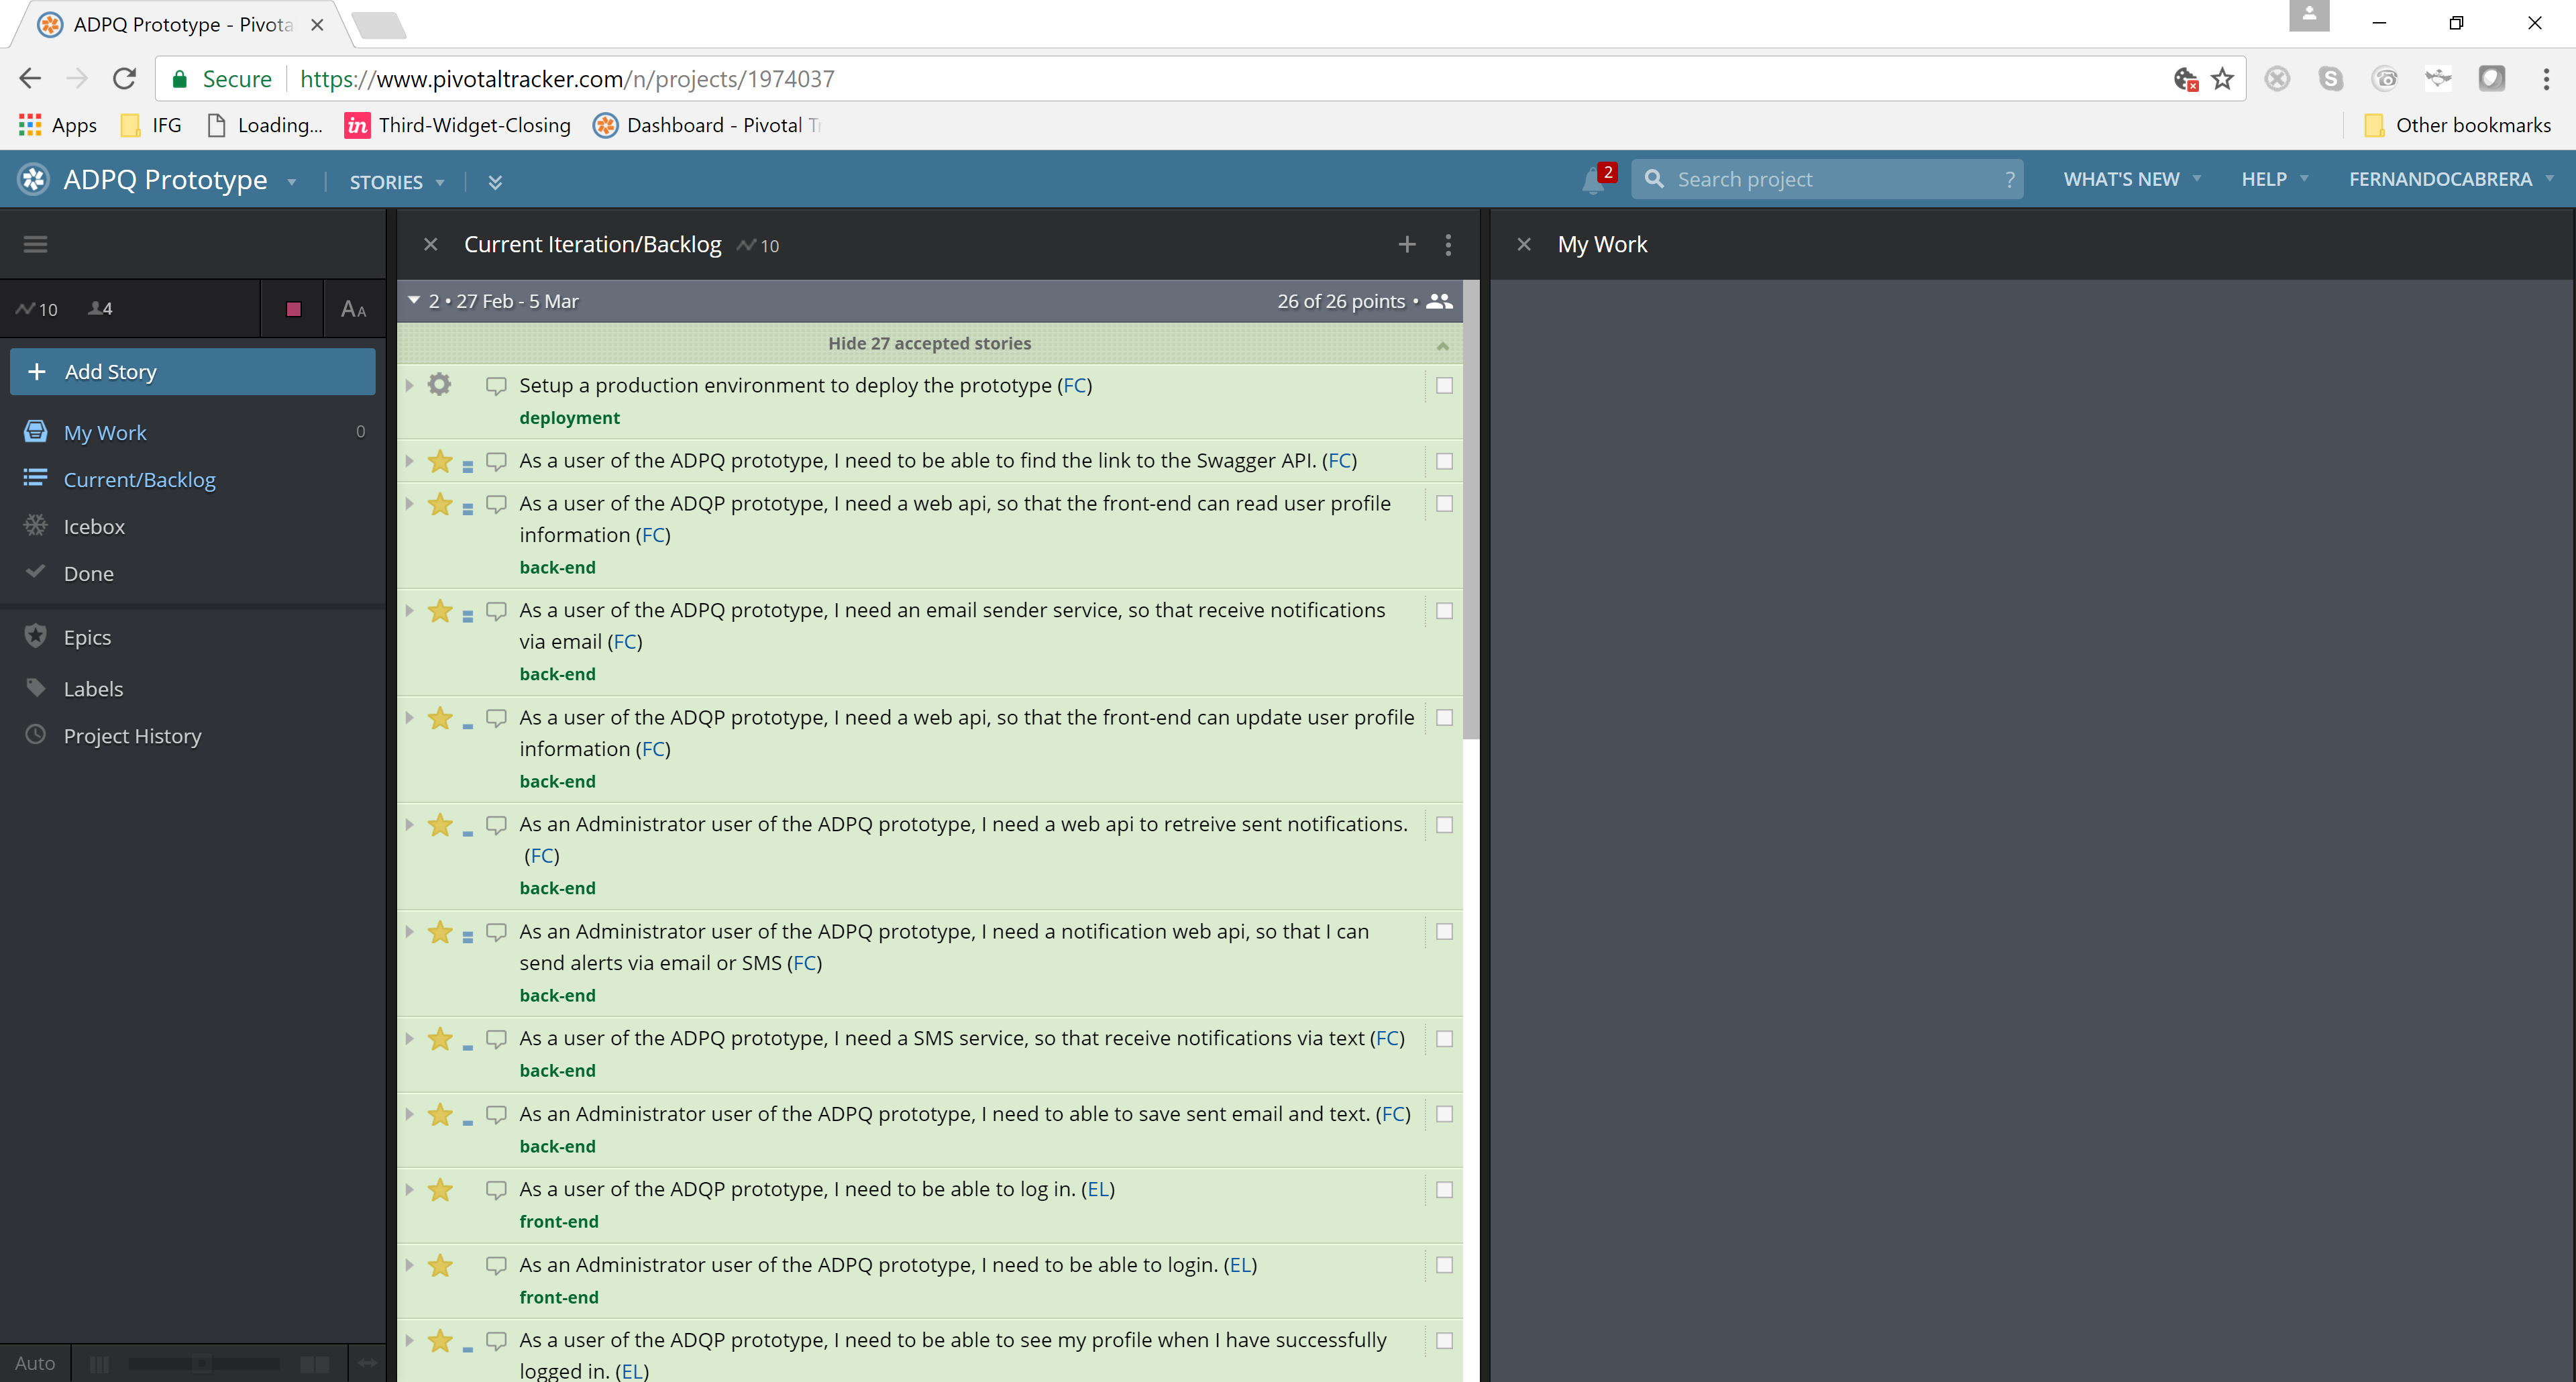 ADPQ Prototype - Pivota
Secure https://www.pivotaltracker.com/n/projects/1974037
Apps IFG Loading... in Third-Widget-Closing Dashboard - Pivotal Tr Other bookmarks
ADPQ Prototype STORIES 2 Search project ? WHAT'S NEW HELP FERNANDOCABRERA
Current Iteration/Backlog 10
My Work
10 4 AA
Add Story
My Work 0
Current/Backlog
Icebox
Done
Epics
Labels
Project History
Auto
2 • 27 Feb - 5 Mar 26 of 26 points •
Hide 27 accepted stories
Setup a production environment to deploy the prototype (FC)
deployment
As a user of the ADPQ prototype, I need to be able to find the link to the Swagger API. (FC)
As a user of the ADQP prototype, I need a web api, so that the front-end can read user profile
information (FC)
back-end
As a user of the ADPQ prototype, I need an email sender service, so that receive notifications
via email (FC)
back-end
As a user of the ADQP prototype, I need a web api, so that the front-end can update user profile
information (FC)
back-end
As an Administrator user of the ADPQ prototype, I need a web api to retreive sent notifications.
(FC)
back-end
As an Administrator user of the ADPQ prototype, I need a notification web api, so that I can
send alerts via email or SMS (FC)
back-end
As a user of the ADPQ prototype, I need a SMS service, so that receive notifications via text (FC)
back-end
As an Administrator user of the ADPQ prototype, I need to able to save sent email and text. (FC)
back-end
As a user of the ADQP prototype, I need to be able to log in. (EL)
front-end
As an Administrator user of the ADPQ prototype, I need to be able to login. (EL)
front-end
As a user of the ADQP prototype, I need to be able to see my profile when I have successfully
logged in. (EL)